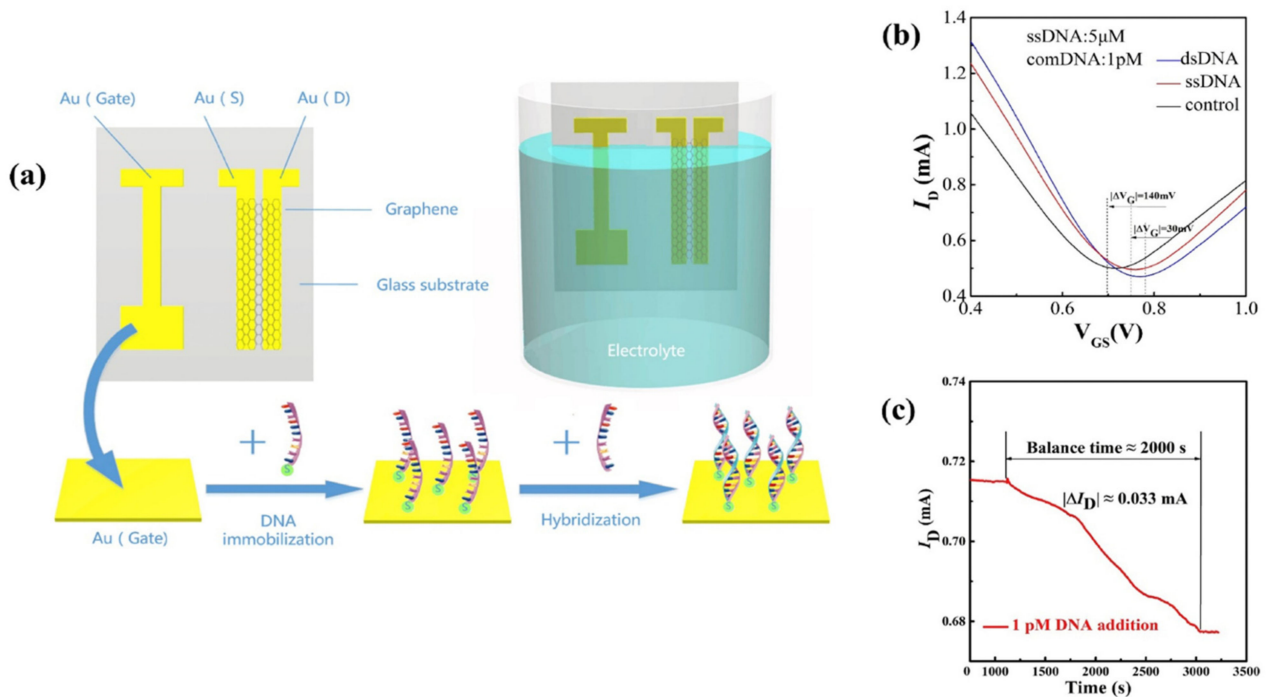 (a)
Au ( Gate)
Au ( S)
Au ( D)
Graphene
Glass substrate
Electrolyte
DNA
immobilization
Hybridization
Au ( Gate)
S
S
S
S
S
S
S
S
S
S
S
(b)
ssDNA:5μM
comDNA:1pM
dsDNA
ssDNA
control
|ΔV_G|=140mV
|ΔV_G|=30mV
1.4
1.2
1.0
0.8
0.6
0.4
I_D (mA)
0.4 0.6 0.8 1.0
V_GS(V)
(c)
0.74
0.72
0.70
0.68
I_D (mA)
Balance time ≈ 2000 s
|ΔI_D| ≈ 0.033 mA
1 pM DNA addition
0 500 1000 1500 2000 2500 3000 3500
Time (s)